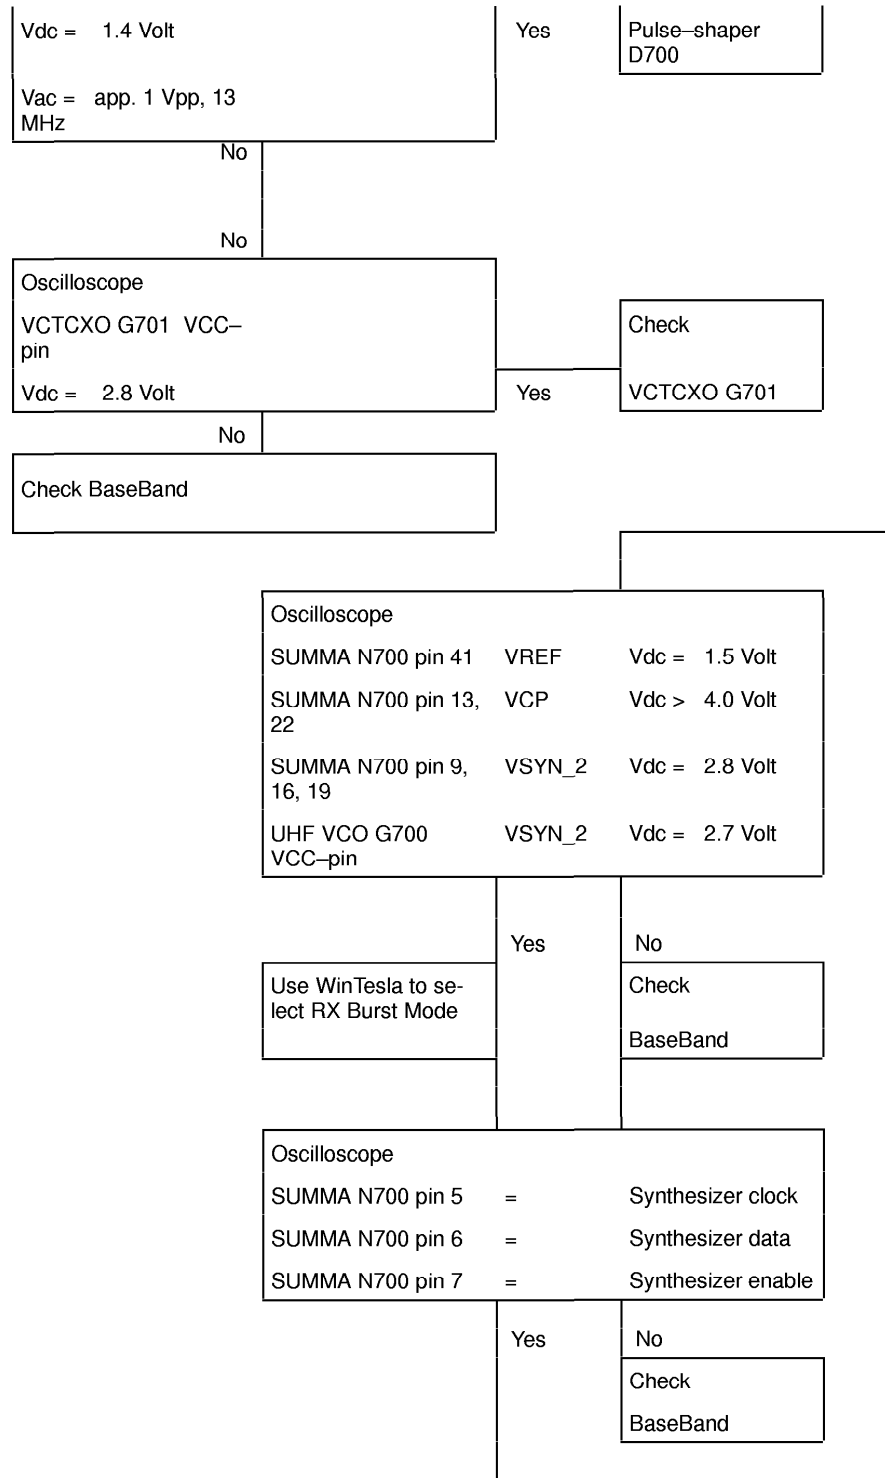 Vdc = 1.4 Volt Yes Pulse–shaper
D700
Vac = app. 1 Vpp, 13
MHz
No
No
Oscilloscope
VCTCXO G701 VCC–
pin
Check
Vdc = 2.8 Volt Yes VCTCXO G701
No
Check BaseBand
Oscilloscope
SUMMA N700 pin 41 VREF Vdc = 1.5 Volt
SUMMA N700 pin 13, VCP Vdc > 4.0 Volt
22
SUMMA N700 pin 9, VSYN_2 Vdc = 2.8 Volt
16, 19
UHF VCO G700 VSYN_2 Vdc = 2.7 Volt
VCC–pin
Yes No
Use WinTesla to se-
lect RX Burst Mode
Check
BaseBand
Oscilloscope
SUMMA N700 pin 5 = Synthesizer clock
SUMMA N700 pin 6 = Synthesizer data
SUMMA N700 pin 7 = Synthesizer enable
Yes No
Check
BaseBand